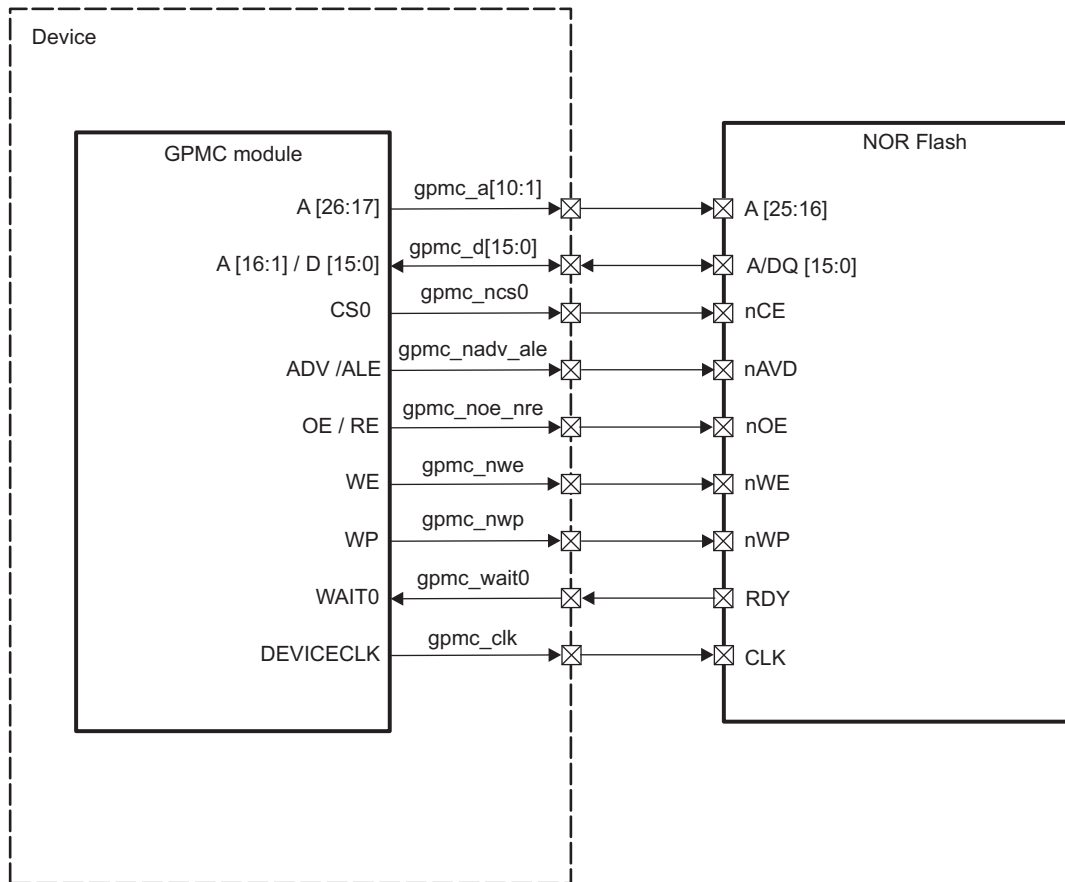 Device
GPMC module
NOR Flash
A [26:17]
gpmc_a[10:1]
A [25:16]
A [16:1] / D [15:0]
gpmc_d[15:0]
A/DQ [15:0]
CS0
gpmc_ncs0
nCE
ADV /ALE
gpmc_nadv_ale
nAVD
OE / RE
gpmc_noe_nre
nOE
WE
gpmc_nwe
nWE
WP
gpmc_nwp
nWP
WAIT0
gpmc_wait0
RDY
DEVICECLK
gpmc_clk
CLK